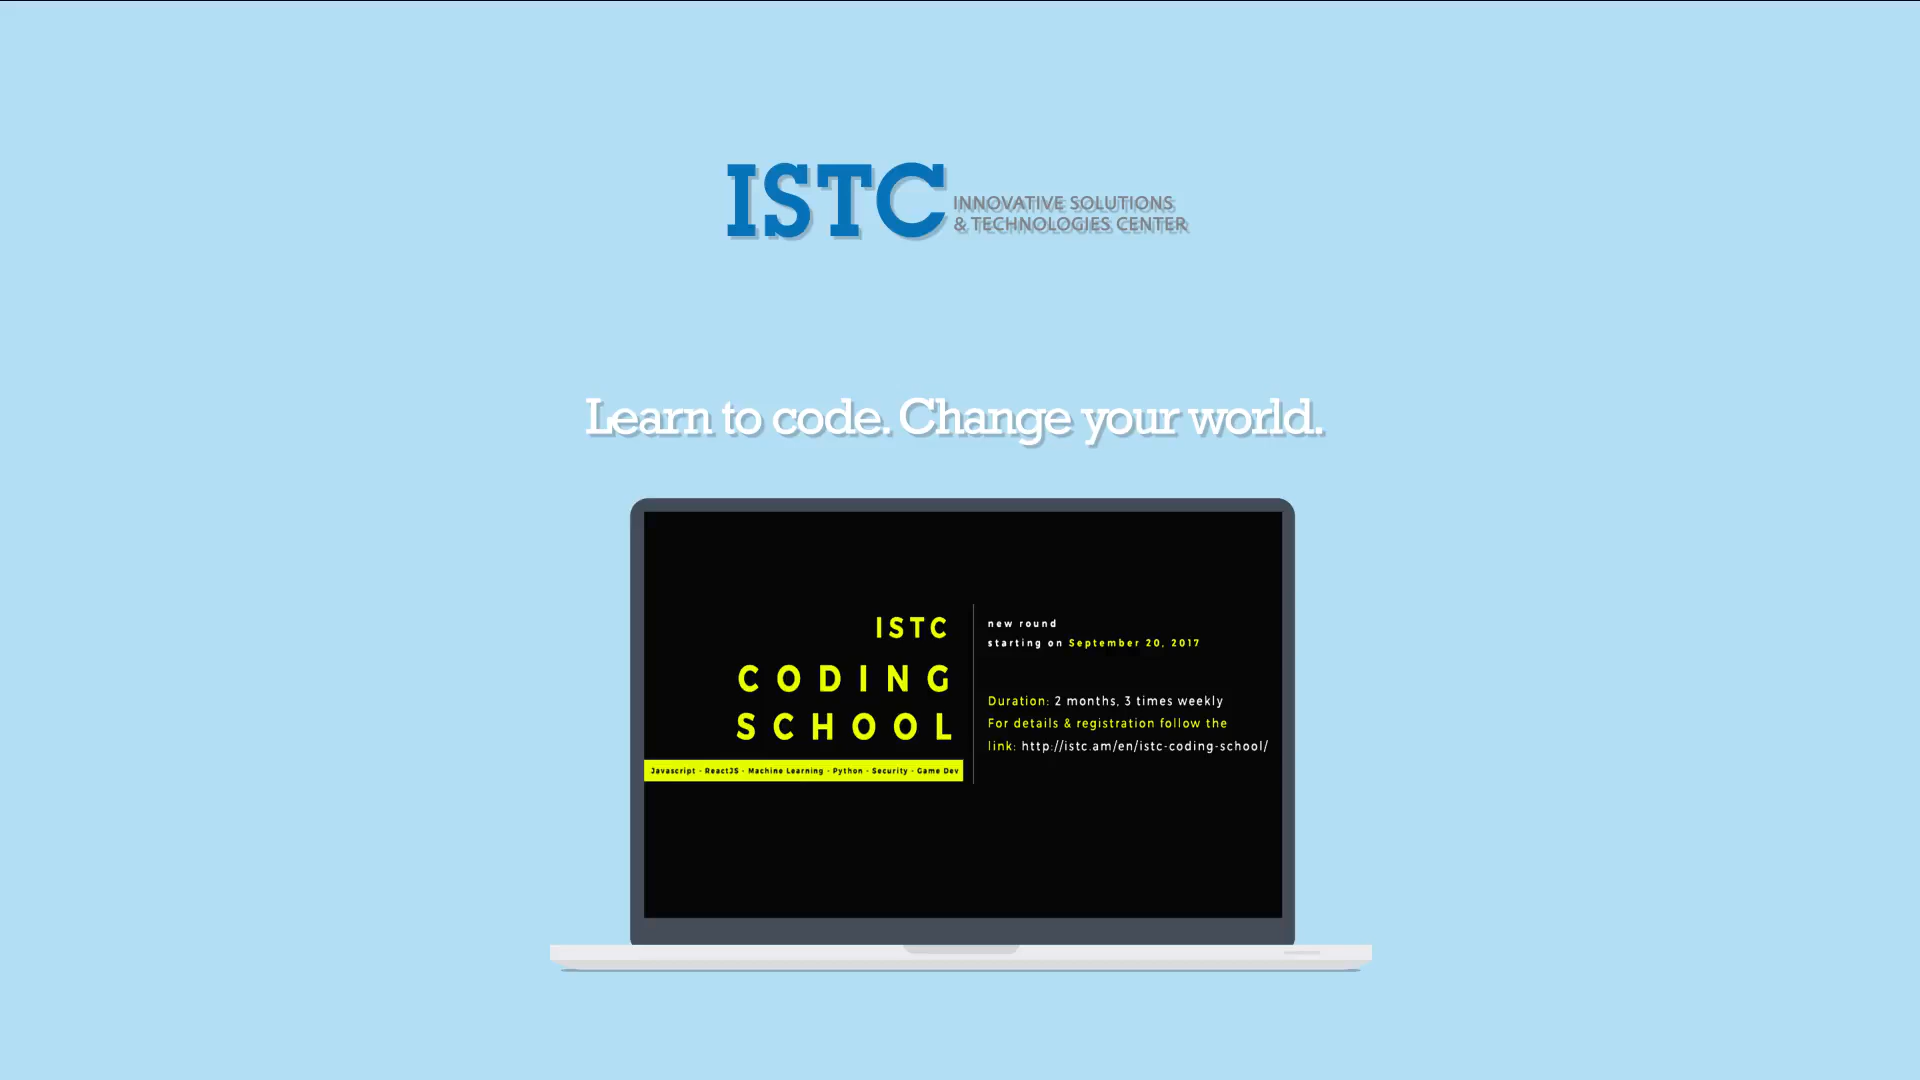 ISTC
INNOVATIVE SOLUTIONS
& TECHNOLOGIES CENTER
Learn to code. Change your world.
ISTC
CODING
SCHOOL
Javascript - ReactJS - Machine Learning - Python - Security - Game Dev
new round
starting on September 20, 2017
Duration: 2 months, 3 times weekly
For details & registration follow the
link: http://istc.am/en/istc-coding-school/